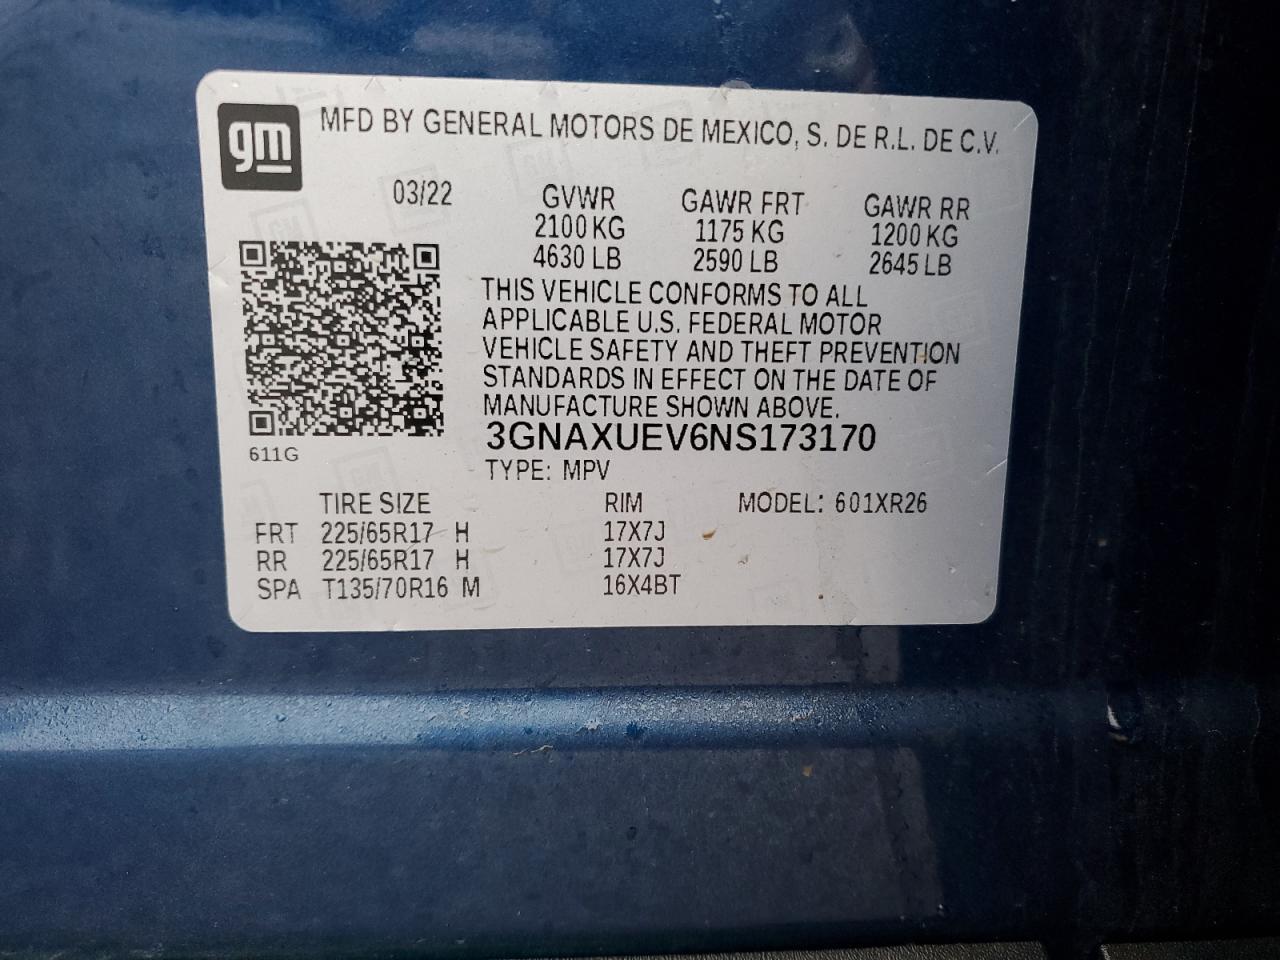 gm
MFD BY GENERAL MOTORS DE MEXICO, S. DE R.L. DE C.V.
03/22 GVWR GAWR FRT GAWR RR
2100 KG 1175 KG 1200 KG
4630 LB 2590 LB 2645 LB
THIS VEHICLE CONFORMS TO ALL
APPLICABLE U.S. FEDERAL MOTOR
VEHICLE SAFETY AND THEFT PREVENTION
STANDARDS IN EFFECT ON THE DATE OF
MANUFACTURE SHOWN ABOVE.
3GNAXUEV6NS173170
611G
TYPE: MPV
TIRE SIZE RIM MODEL: 601XR26
FRT 225/65R17 H 17X7J
RR 225/65R17 H 17X7J
SPA T135/70R16 M 16X4BT